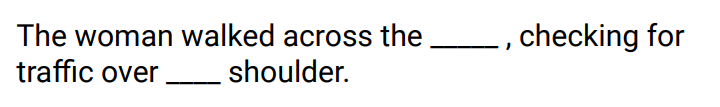 The woman walked across the _____ , checking for
traffic over ____ shoulder.